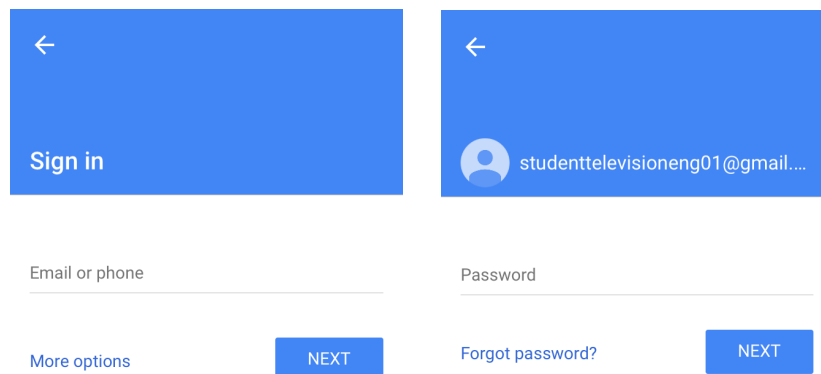 Sign in
Email or phone
More options
NEXT
studenttelevisioneng01@gmail....
Password
Forgot password?
NEXT